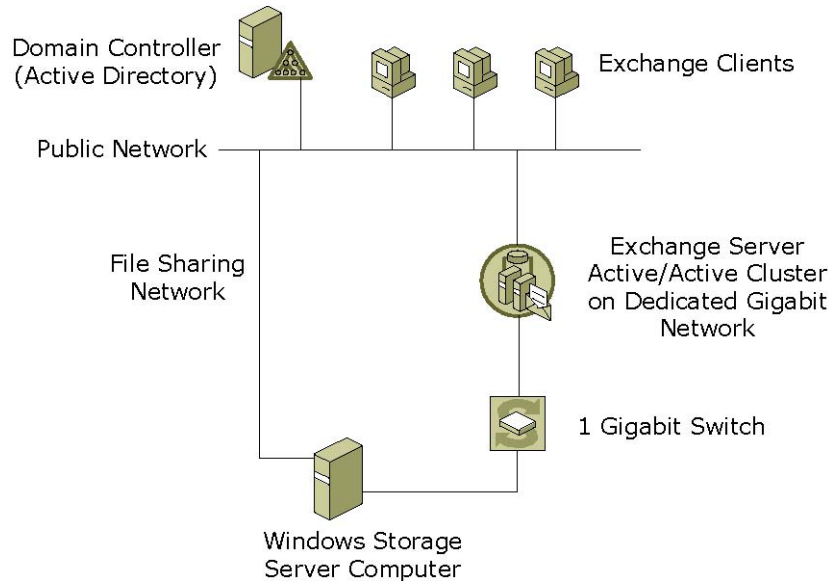 Domain Controller
(Active Directory)
Exchange Clients
Public Network
File Sharing
Network
Exchange Server
Active/Active Cluster
on Dedicated Gigabit
Network
1 Gigabit Switch
Windows Storage
Server Computer